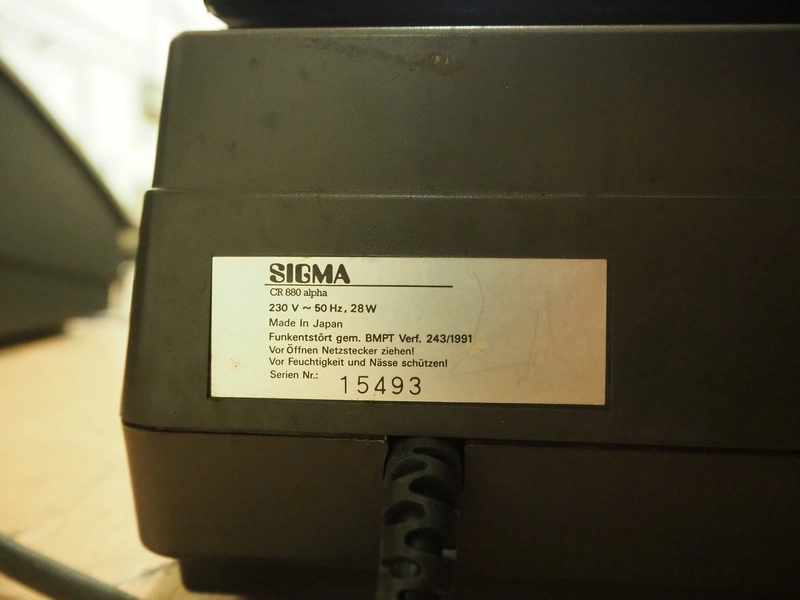 SIGMA
CR 880 alpha
230 V ~ 50 Hz, 28 W
Made In Japan
Funkentstört gem. BMPT Verf. 243/1991
Vor Öffnen Netzstecker ziehen!
Vor Feuchtigkeit und Nässe schützen!
Serien Nr.: 15493